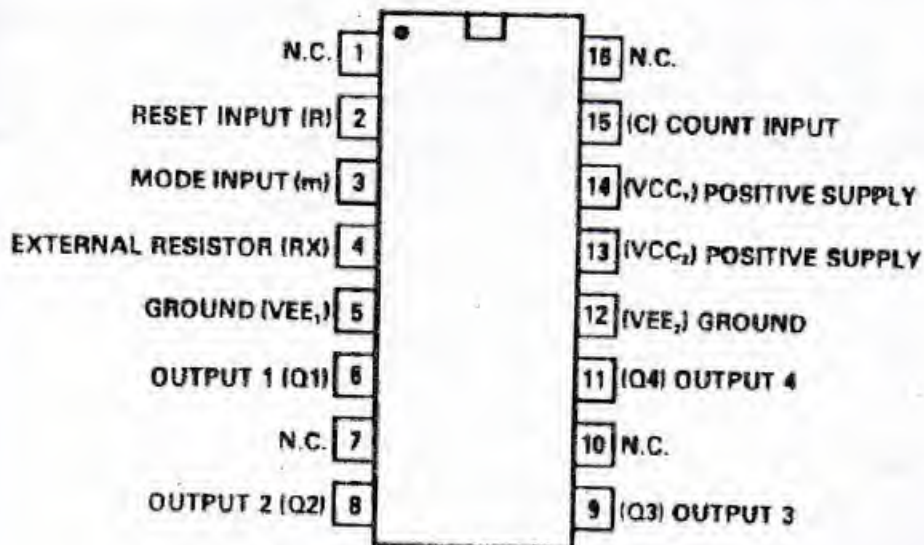 N.C. 1
RESET INPUT (R) 2
MODE INPUT (m) 3
EXTERNAL RESISTOR (RX) 4
GROUND (VEE₁) 5
OUTPUT 1 (Q1) 6
N.C. 7
OUTPUT 2 (Q2) 8
16 N.C.
15 (C) COUNT INPUT
14 (VCC₁) POSITIVE SUPPLY
13 (VCC₂) POSITIVE SUPPLY
12 (VEE₂) GROUND
11 (Q4) OUTPUT 4
10 N.C.
9 (Q3) OUTPUT 3